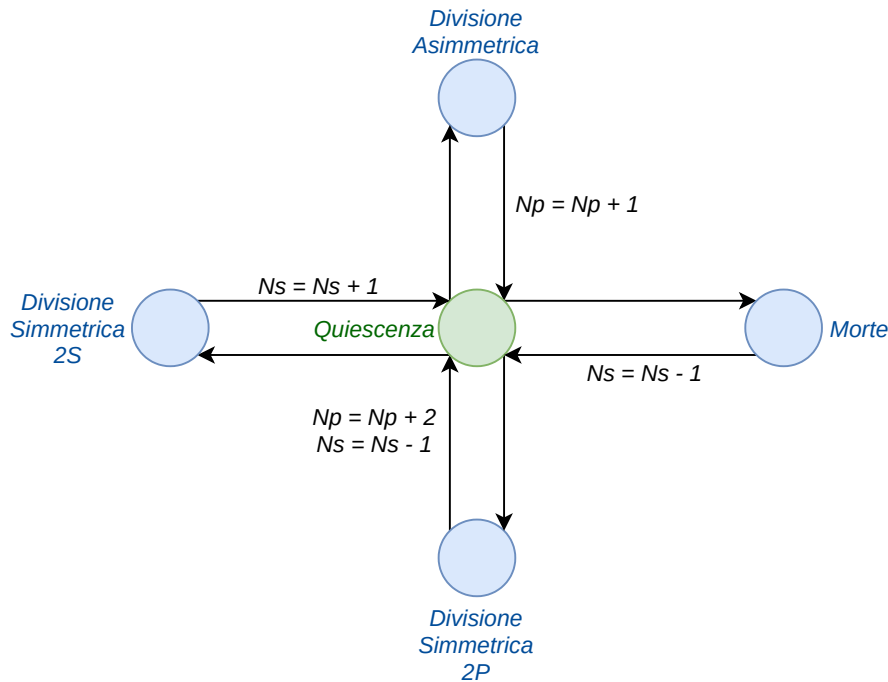 Divisione
Asimmetrica
Np = Np + 1
Ns = Ns + 1
Divisione
Simmetrica
2S
Quiescenza
Morte
Ns = Ns - 1
Np = Np + 2
Ns = Ns - 1
Divisione
Simmetrica
2P